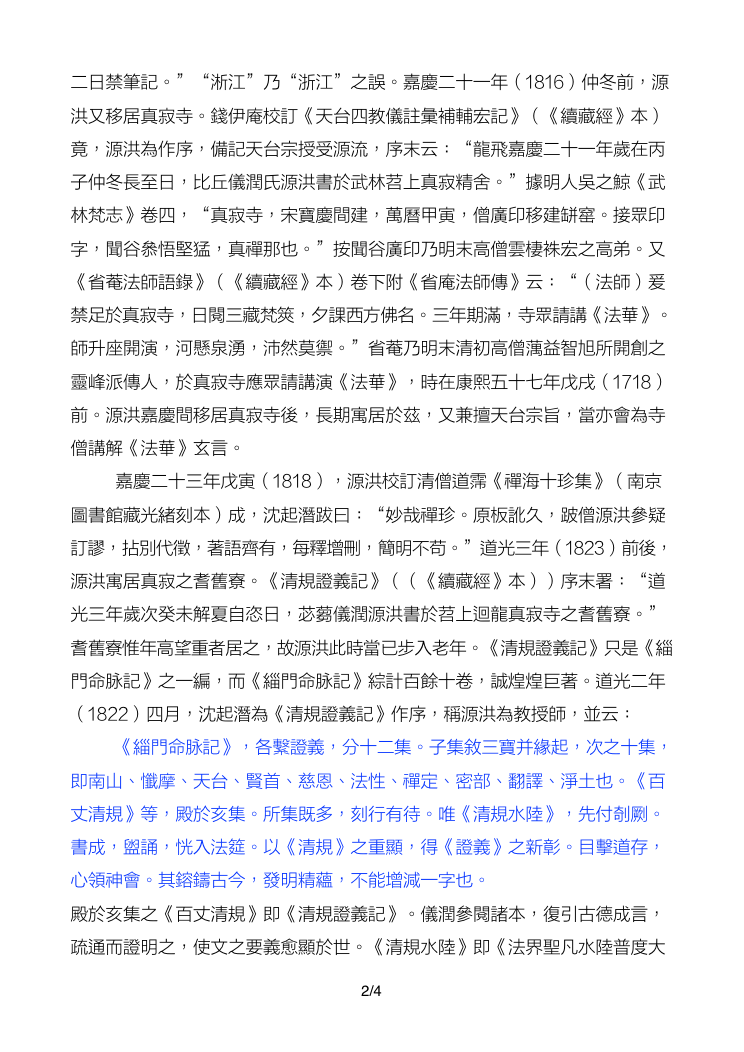 二日禁筆記。”“淅江”乃“浙江”之誤。嘉慶二十一年（1816）仲冬前，源
洪又移居真寂寺。錢伊庵校訂《天台四教儀註彙補輔宏記》（《續藏經》本）
竟，源洪為作序，備記天台宗授受源流，序末云：“龍飛嘉慶二十一年歲在丙
子仲冬長至日，比丘儀潤氏源洪書於武林苕上真寂精舍。”據明人吳之鯨《武
林梵志》卷四，“真寂寺，宋寶慶間建，萬曆甲寅，僧廣印移建缾窰。接眾印
字，聞谷叅悟堅猛，真禪那也。”按聞谷廣印乃明末高僧雲棲袾宏之高弟。又
《省菴法師語錄》（《續藏經》本）卷下附《省庵法師傳》云：“（法師）爰
禁足於真寂寺，日閱三藏梵筴，夕課西方佛名。三年期滿，寺眾請講《法華》。
師升座開演，河懸泉湧，沛然莫禦。”省菴乃明末清初高僧蕅益智旭所開創之
靈峰派傳人，於真寂寺應眾請講演《法華》，時在康熙五十七年戊戌（1718）
前。源洪嘉慶間移居真寂寺後，長期寓居於茲，又兼擅天台宗旨，當亦會為寺
僧講解《法華》玄言。
嘉慶二十三年戊寅（1818），源洪校訂清僧道霈《禪海十珍集》（南京
圖書館藏光緒刻本）成，沈起潛跋曰：“妙哉禪珍。原板訛久，跛僧源洪參疑
訂謬，拈別代徵，著語齊有，每釋增刪，簡明不苟。”道光三年（1823）前後，
源洪寓居真寂之耆舊寮。《清規證義記》（（《續藏經》本））序末署：“道
光三年歲次癸未解夏自恣日，苾蒭儀潤源洪書於苕上迴龍真寂寺之耆舊寮。”
耆舊寮惟年高望重者居之，故源洪此時當已步入老年。《清規證義記》只是《緇
門命脉記》之一編，而《緇門命脉記》綜計百餘十卷，誠煌煌巨著。道光二年
（1822）四月，沈起潛為《清規證義記》作序，稱源洪為教授師，並云：
《緇門命脉記》，各繫證義，分十二集。子集敘三寶并緣起，次之十集，
即南山、懺摩、天台、賢首、慈恩、法性、禪定、密部、翻譯、淨土也。《百
丈清規》等，殿於亥集。所集既多，刻行有待。唯《清規水陸》，先付剞劂。
書成，盥誦，恍入法筵。以《清規》之重顯，得《證義》之新彰。目擊道存，
心領神會。其鎔鑄古今，發明精蘊，不能增減一字也。
殿於亥集之《百丈清規》即《清規證義記》。儀潤參閱諸本，復引古德成言，
疏通而證明之，使文之要義愈顯於世。《清規水陸》即《法界聖凡水陸普度大
2/4